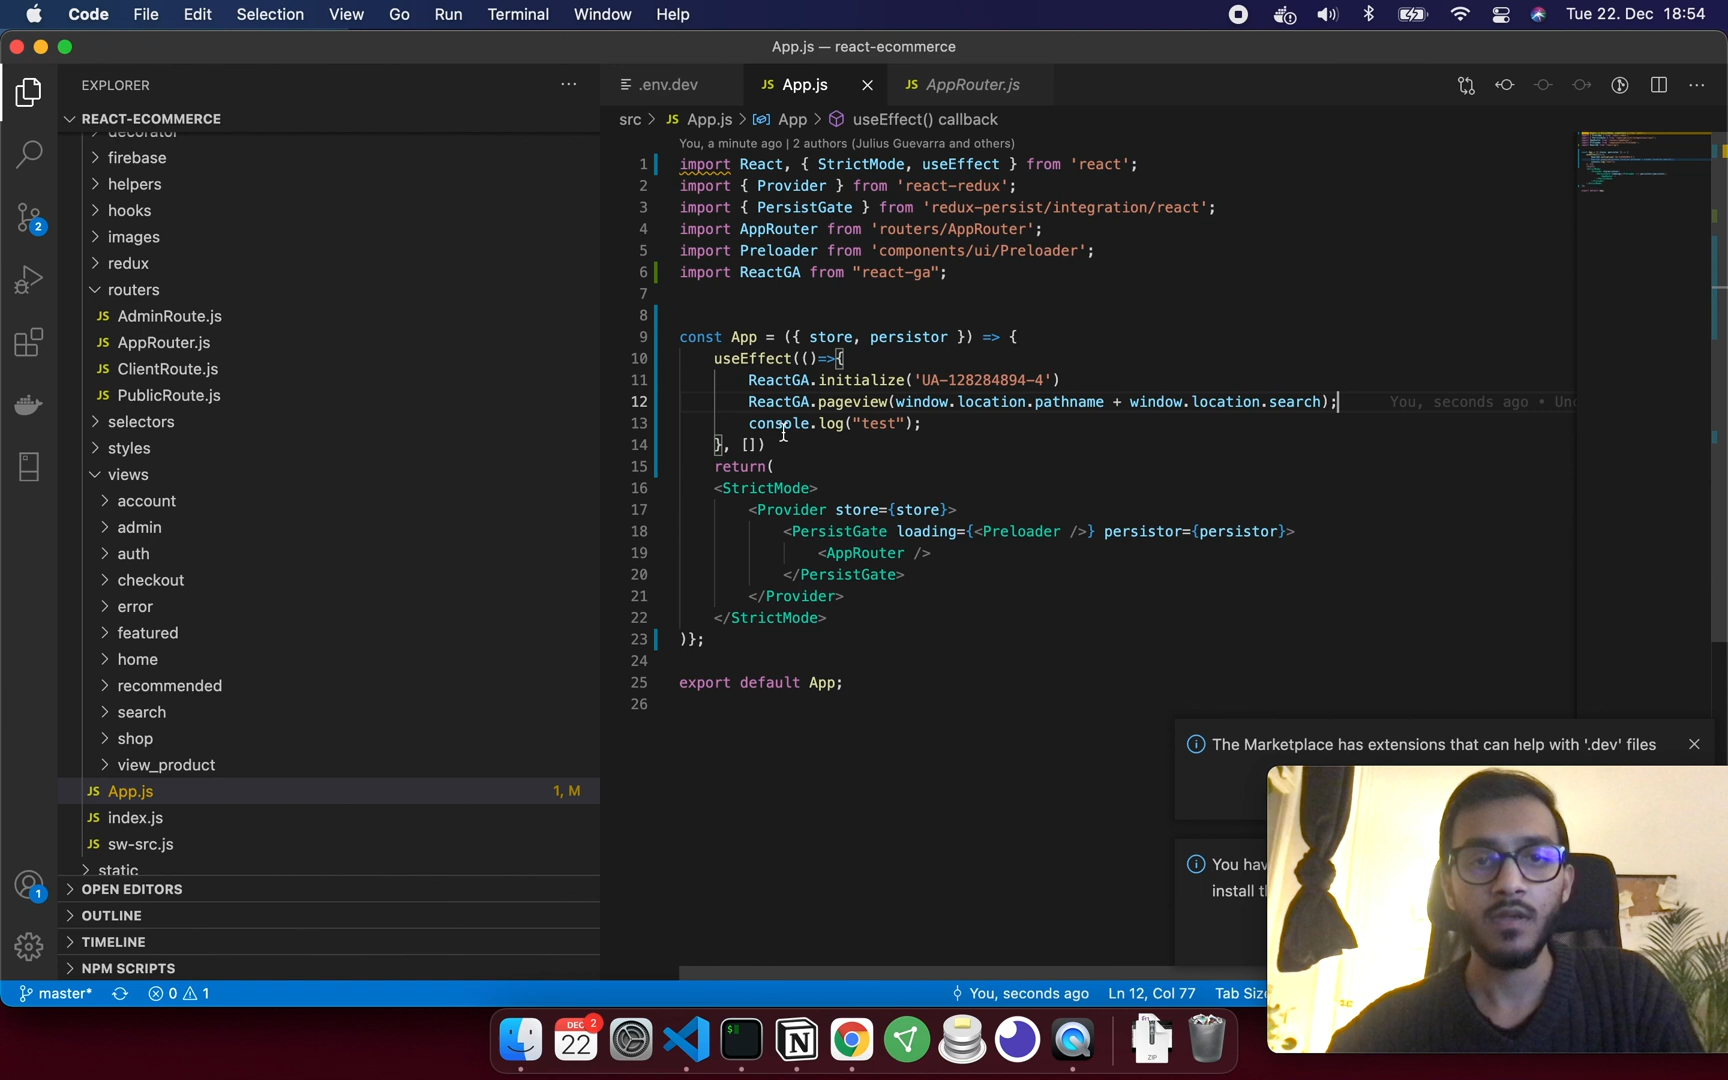 Code File Edit Selection View Go Run Terminal Window Help Tue 22. Dec 18:54
App.js — react-ecommerce
EXPLORER
REACT-ECOMMERCE
decorator
firebase
helpers
hooks
images
redux
routers
JS AdminRoute.js
JS AppRouter.js
JS ClientRoute.js
JS PublicRoute.js
selectors
styles
views
account
admin
auth
checkout
error
featured
home
recommended
search
shop
view_product
JS App.js 1, M
JS index.js
JS sw-src.js
static
OPEN EDITORS
OUTLINE
TIMELINE
NPM SCRIPTS
2
1
.env.dev JS App.js JS AppRouter.js
src > JS App.js > App > useEffect() callback
You, a minute ago | 2 authors (Julius Guevarra and others)
1 import React, { StrictMode, useEffect } from 'react';
2 import { Provider } from 'react-redux';
3 import { PersistGate } from 'redux-persist/integration/react';
4 import AppRouter from 'routers/AppRouter';
5 import Preloader from 'components/ui/Preloader';
6 import ReactGA from "react-ga";
7
8
9 const App = ({ store, persistor }) => {
10 useEffect(()=>{
11 ReactGA.initialize('UA-128284894-4')
12 ReactGA.pageview(window.location.pathname + window.location.search); You, seconds ago • Unc
13 console.log("test");
14 }, [])
15 return(
16 <StrictMode>
17 <Provider store={store}>
18 <PersistGate loading={<Preloader />} persistor={persistor}>
19 <AppRouter />
20 </PersistGate>
21 </Provider>
22 </StrictMode>
23 )};
24
25 export default App;
26
The Marketplace has extensions that can help with '.dev' files
You hav
install t
master* 0 1 You, seconds ago Ln 12, Col 77 Tab Size
DEC 2
22
$
N
ZIP